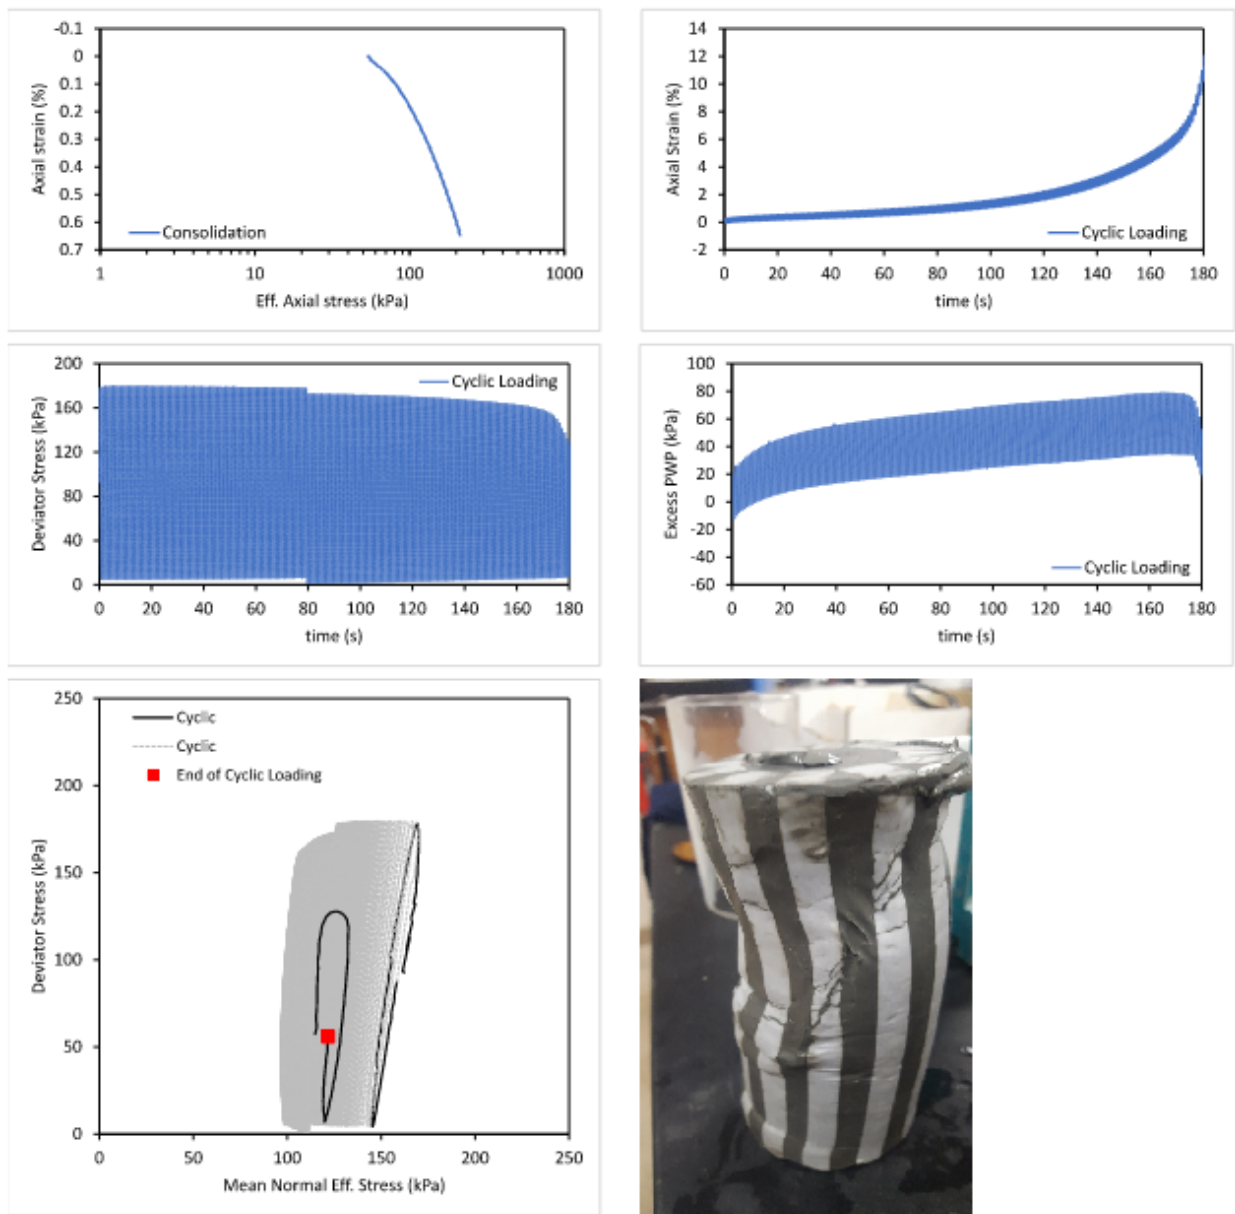 -0.1
0
0.1
0.2
0.3
0.4
0.5
0.6
0.7
Axial strain (%)
Consolidation
1 10 100 1000
Eff. Axial stress (kPa)
14
12
10
8
6
4
2
0
-2
Axial Strain (%)
Cyclic Loading
0 20 40 60 80 100 120 140 160 180
time (s)
200
160
120
80
40
0
Deviator Stress (kPa)
Cyclic Loading
0 20 40 60 80 100 120 140 160 180
time (s)
100
80
60
40
20
0
-20
-40
-60
Excess PWP (kPa)
Cyclic Loading
0 20 40 60 80 100 120 140 160 180
time (s)
250
200
150
100
50
0
Deviator Stress (kPa)
Cyclic
Cyclic
End of Cyclic Loading
0 50 100 150 200 250
Mean Normal Eff. Stress (kPa)